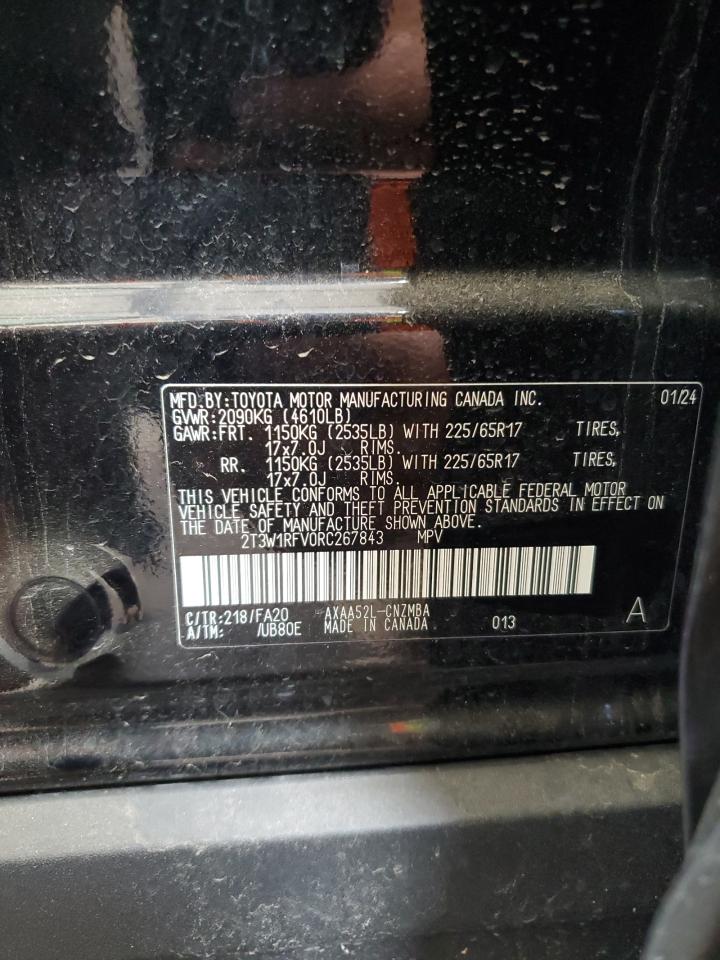 MFD BY:TOYOTA MOTOR MANUFACTURING CANADA INC. 01/24
GVWR:2090KG (4610LB)
GAWR:FRT. 1150KG (2535LB) WITH 225/65R17 TIRES,
17x7.0J RIMS.
RR. 1150KG (2535LB) WITH 225/65R17 TIRES,
17x7.0J RIMS.
THIS VEHICLE CONFORMS TO ALL APPLICABLE FEDERAL MOTOR
VEHICLE SAFETY AND THEFT PREVENTION STANDARDS IN EFFECT ON
THE DATE OF MANUFACTURE SHOWN ABOVE.
2T3W1RFV0RC267843 MPV
C/TR:218/FA20 AXAA52L-CNZMBA
A/TM: /UB80E MADE IN CANADA 013 A